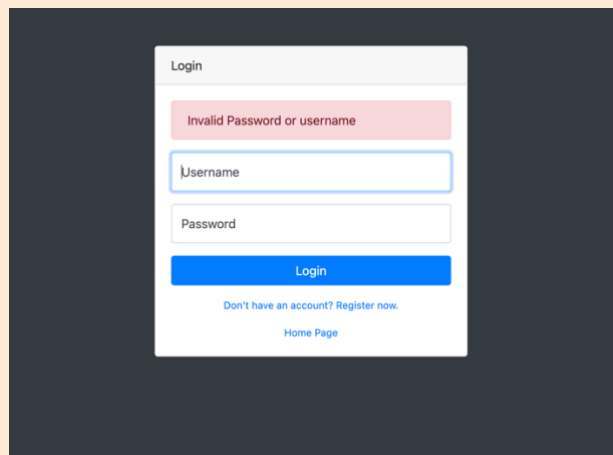 Login
Invalid Password or username
Username
Password
Login
Don't have an account? Register now.
Home Page